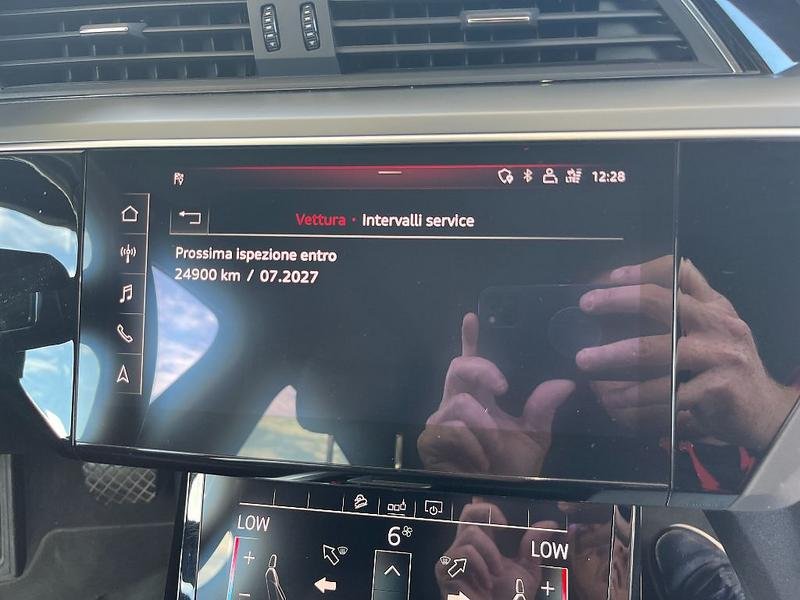 12:28
Vettura · Intervalli service
Prossima ispezione entro
24900 km / 07.2027
LOW
6
LOW